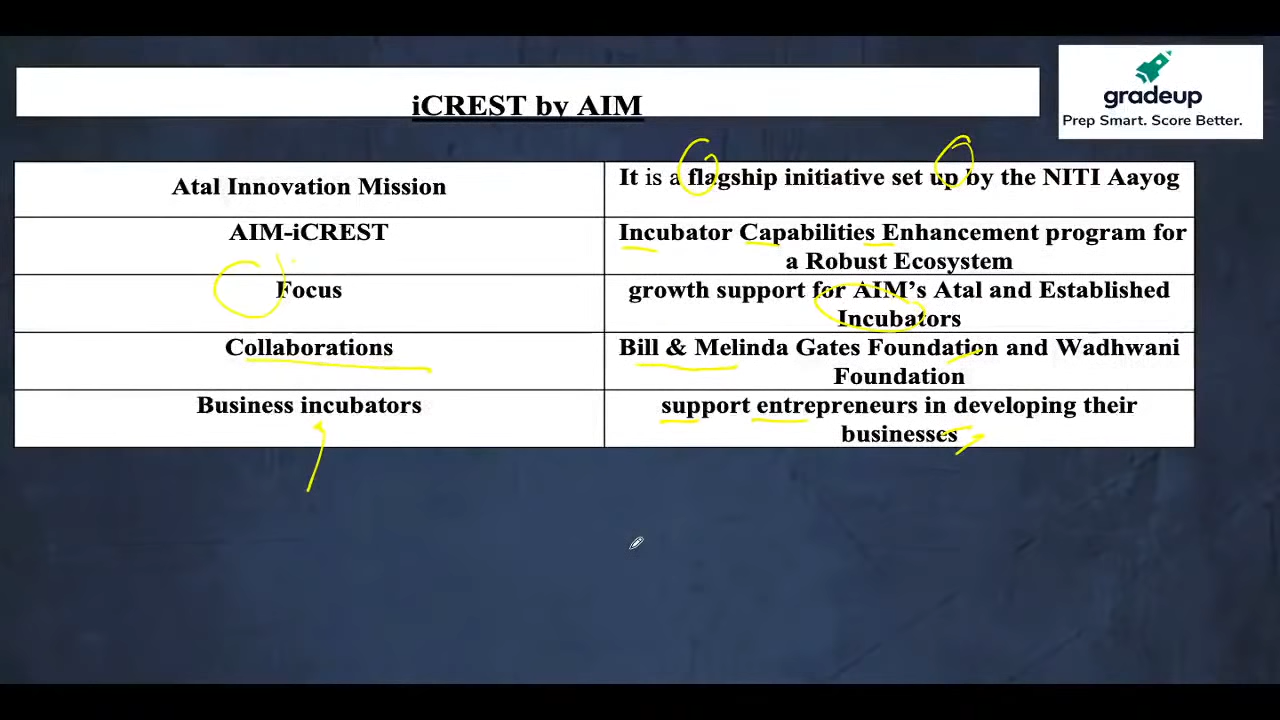 iCREST by AIM
gradeup
Prep Smart. Score Better.
Atal Innovation Mission
It is a flagship initiative set up by the NITI Aayog
AIM-iCREST
Incubator Capabilities Enhancement program for
a Robust Ecosystem
Focus
growth support for AIM's Atal and Established
Incubators
Collaborations
Bill & Melinda Gates Foundation and Wadhwani
Foundation
Business incubators
support entrepreneurs in developing their
businesses